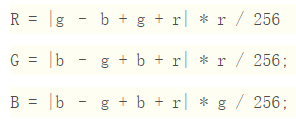 R = |g - b + g + r| * r / 256
G = |b - g + b + r| * r / 256;
B = |b - g + b + r| * g / 256;